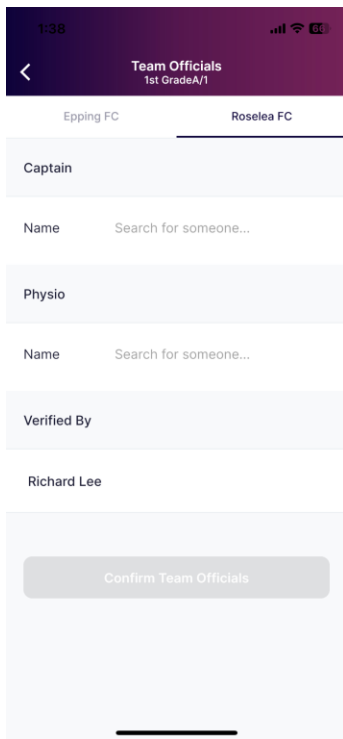 1:38
66
Team Officials
1st GradeA/1
Epping FC Roselea FC
Captain
Name Search for someone...
Physio
Name Search for someone...
Verified By
Richard Lee
Confirm Team Officials